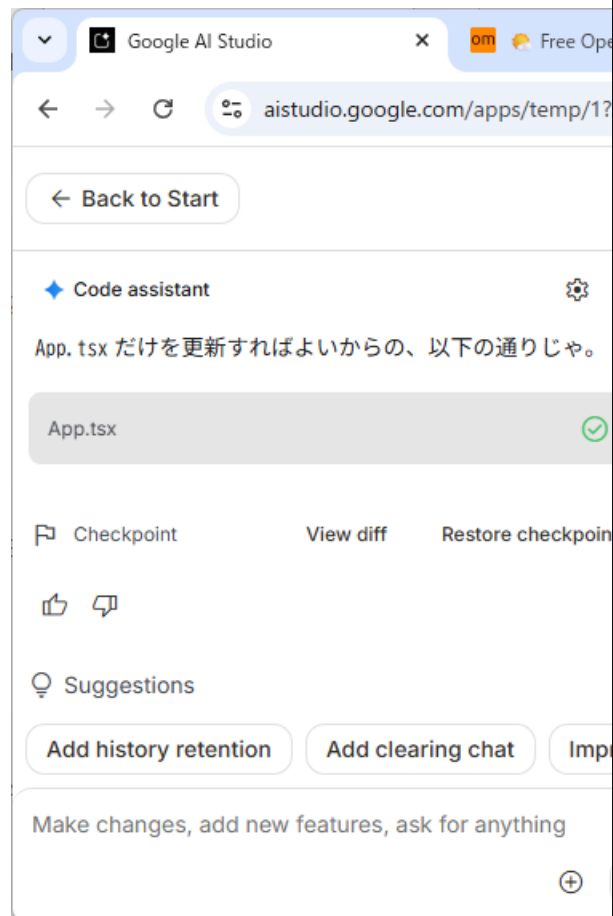 Google AI Studio
om Free Ope
aistudio.google.com/apps/temp/1?
Back to Start
Code assistant
App.tsx だけを更新すればよいからの、以下の通りじゃ。
App.tsx
Checkpoint View diff Restore checkpoin
Suggestions
Add history retention Add clearing chat Impr
Make changes, add new features, ask for anything